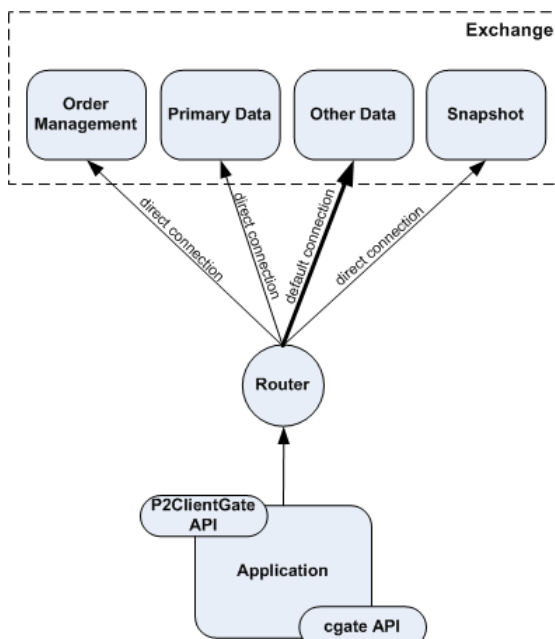 Exchange
Order
Management
Primary Data
Other Data
Snapshot
direct connection
direct connection
default connection
direct connection
Router
P2ClientGate
API
Application
cgate API